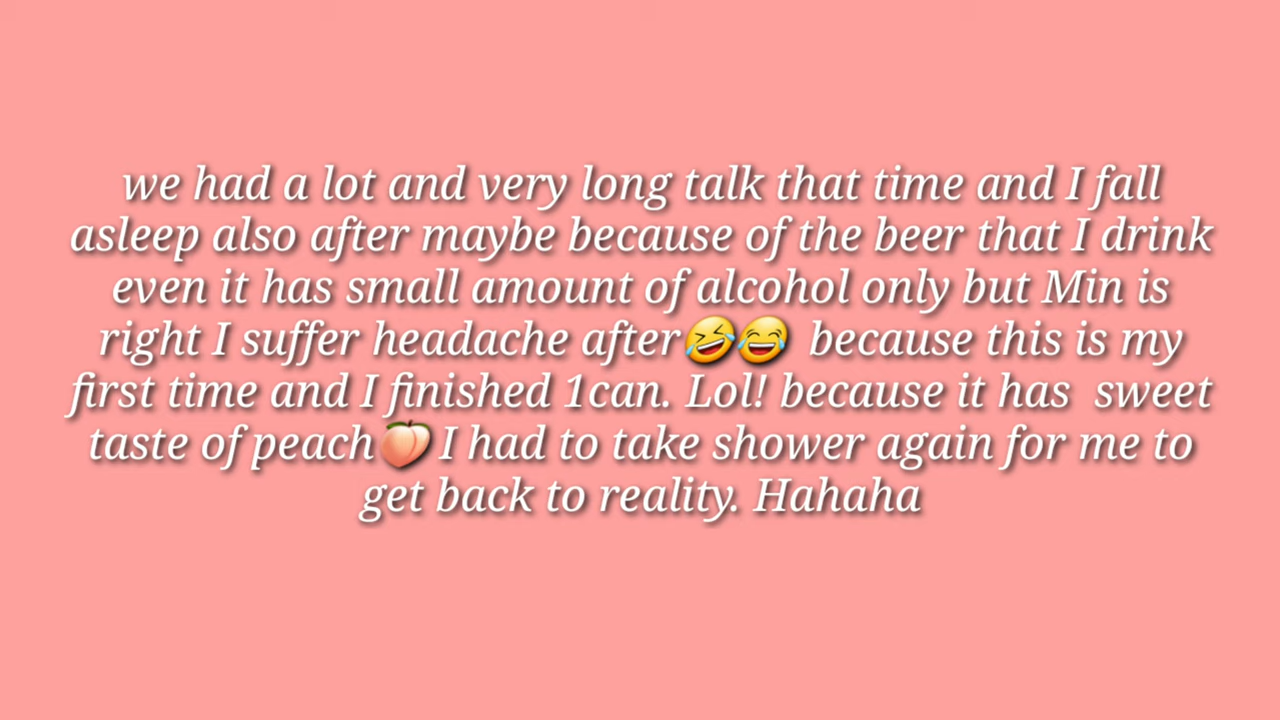 we had a lot and very long talk that time and I fall
asleep also after maybe because of the beer that I drink
even it has small amount of alcohol only but Min is
right I suffer headache after🤣😂 because this is my
first time and I finished 1can. Lol! because it has  sweet
taste of peach🍑 I had to take shower again for me to
get back to reality. Hahaha